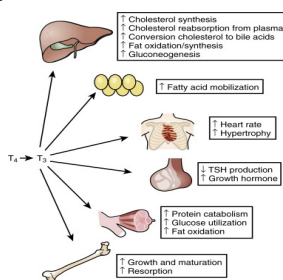 ↑ Cholesterol synthesis
↑ Cholesterol reabsorption from plasma
↑ Conversion cholesterol to bile acids
↑ Fat oxidation/synthesis
↑ Gluconeogenesis
↑ Fatty acid mobilization
↑ Heart rate
↑ Hypertrophy
T₄ → T₃
↓ TSH production
↑ Growth hormone
↑ Protein catabolism
↑ Glucose utilization
↑ Fat oxidation
↑ Growth and maturation
↑ Resorption